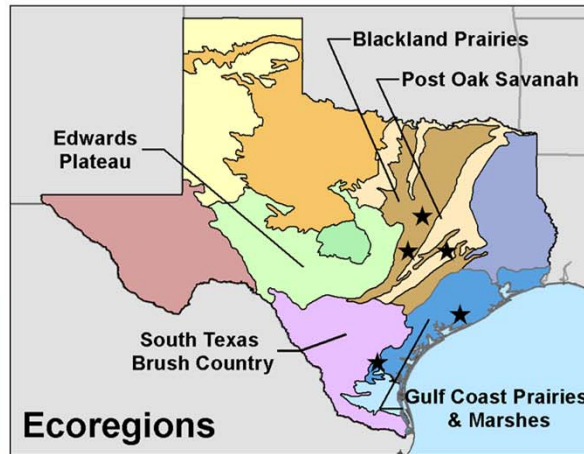 Blackland Prairies
Post Oak Savanah
Edwards
Plateau
South Texas
Brush Country
Gulf Coast Prairies
& Marshes
Ecoregions